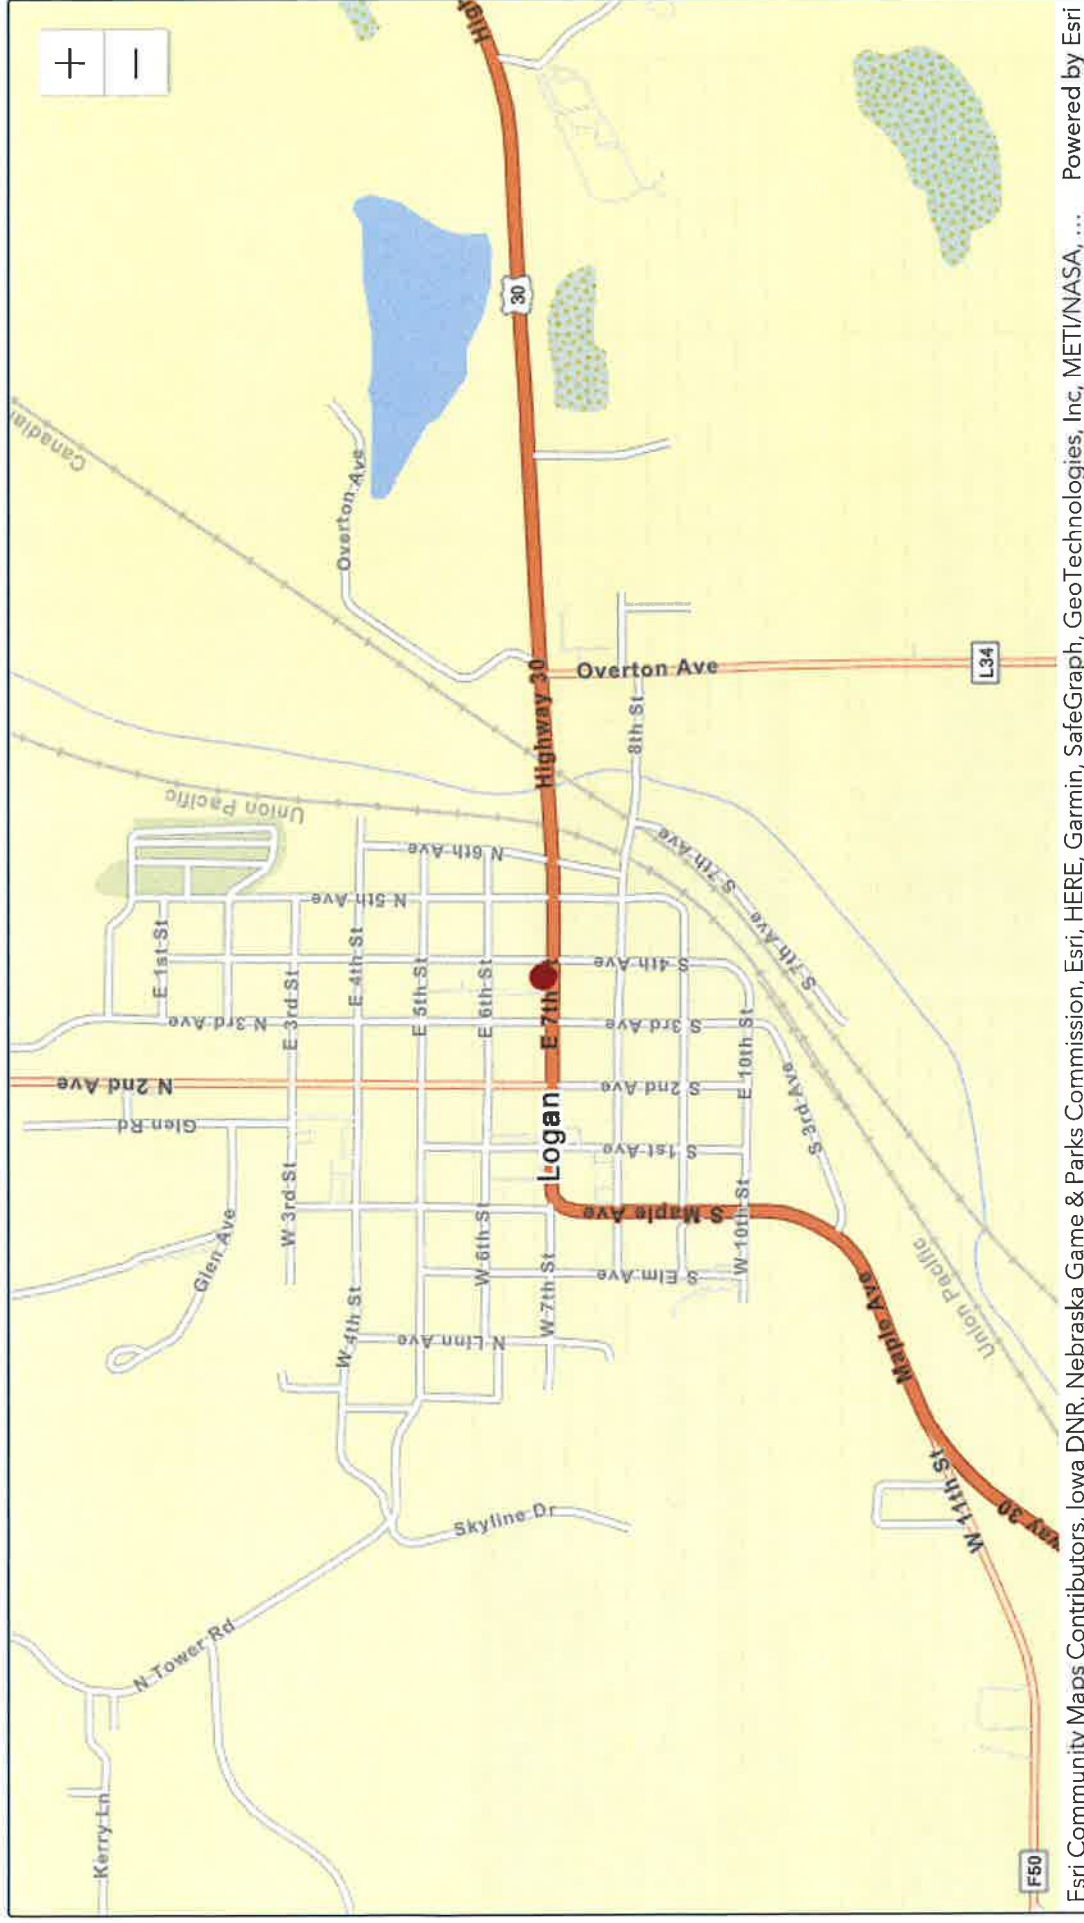 +
−
High
30
Canadian
Overton Ave
Highway 30
Overton Ave
L34
8th St
Union Pacific
N 6th Ave
N 5th Ave
S 7th Ave
S 7th Ave
E 1st St
E 3rd St
E 4th St
E 5th St
E 6th St
E 7th
S 4th Ave
N 3rd Ave
S 3rd Ave
N 2nd Ave
S 2nd Ave
E 10th St
Glen Rd
Logan
S 1st Ave
S 3rd Ave
W 3rd St
S Maple Ave
W 10th St
Glen Ave
W 4th St
W 6th St
W 7th St
S Elm Ave
N Linn Ave
Maple Ave
Union Pacific
W 11th St
way 30
Skyline Dr
N Tower Rd
Kerry Ln
F50
Esri Community Maps Contributors, Iowa DNR, Nebraska Game & Parks Commission, Esri, HERE, Garmin, SafeGraph, GeoTechnologies, Inc, METI/NASA, ... Powered by Esri